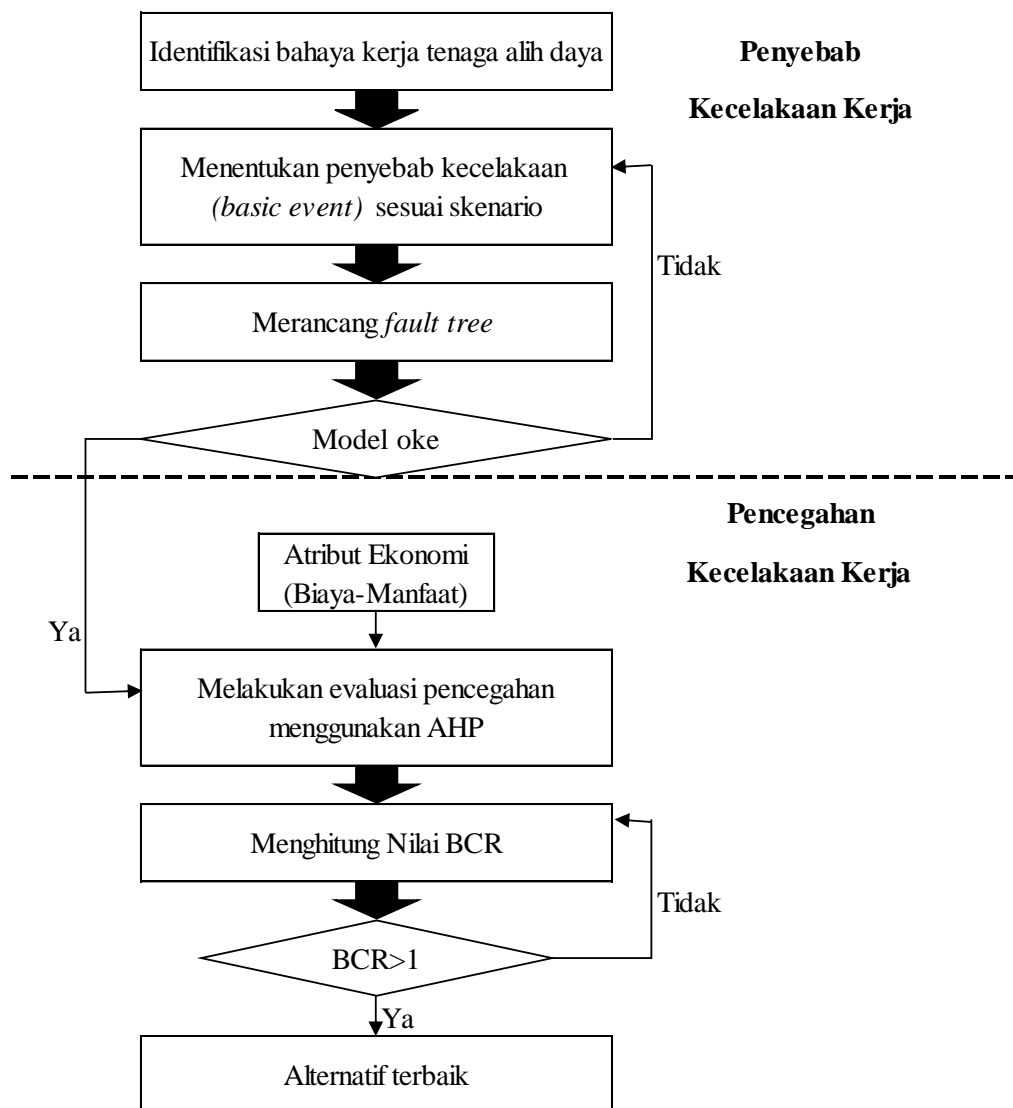 Identifikasi bahaya kerja tenaga alih daya
Penyebab
Kecelakaan Kerja
Menentukan penyebab kecelakaan
(basic event) sesuai skenario
Tidak
Merancang fault tree
Model oke
Pencegahan
Kecelakaan Kerja
Atribut Ekonomi
(Biaya-Manfaat)
Ya
Melakukan evaluasi pencegahan
menggunakan AHP
Menghitung Nilai BCR
Tidak
BCR>1
Ya
Alternatif terbaik